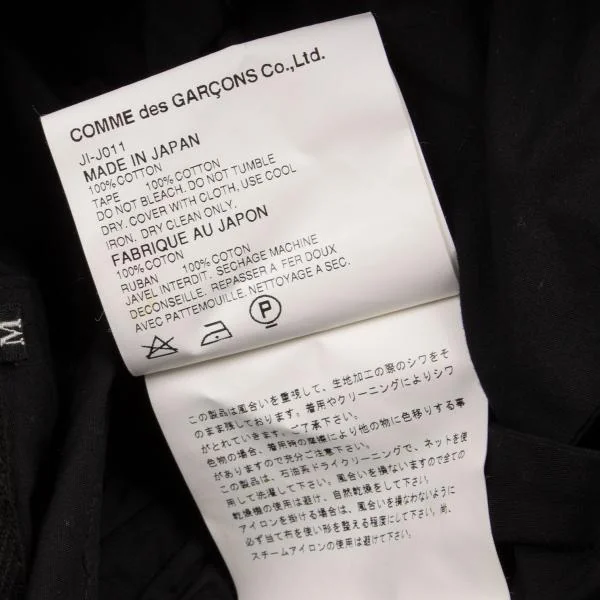 COMME des GARÇONS Co.,Ltd.
JI-J011
MADE IN JAPAN
100%COTTON
TAPE 100%COTTON
DO NOT BLEACH. DO NOT TUMBLE
DRY. COVER WITH CLOTH, USE COOL
IRON. DRY CLEAN ONLY.
FABRIQUE AU JAPON
100%COTON
RUBAN 100%COTON
JAVEL INTERDIT. SECHAGE MACHINE
DECONSEILLE. REPASSER A FER DOUX
AVEC PATTEMOUILLE. NETTOYAGE A SEC.
P
M
この製品は風合いを重視して、生地加工の際のシワをそ
のまま残しております。着用やクリーニングによりシワ
がとれていきます。ご了承下さい。
色物の場合、着用時の摩擦により他の物に色移りする事
がありますので充分ご注意下さい。
この製品は、石油系ドライクリーニングで、ネットを使
用して洗濯して下さい。風合いを損ないますので全ての
乾燥機の使用は避け、自然乾燥をして下さい。
アイロンを掛ける場合は、風合いを損なわないように
必ず当て布を使い形を整える程度にして下さい。尚、
スチームアイロンの使用は避けて下さい。